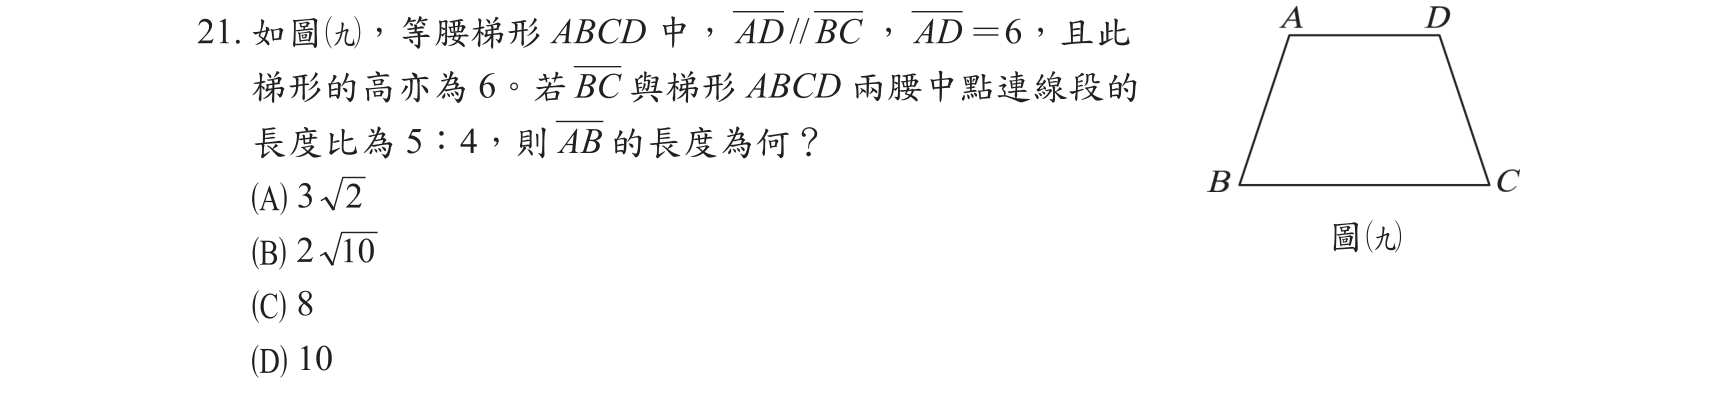 21. 如圖(九)，等腰梯形 ABCD 中， AD // BC ， AD ＝6，且此
梯形的高亦為 6。若 BC 與梯形 ABCD 兩腰中點連線段的
長度比為 5：4，則 AB 的長度為何？
(A) 3√2
(B) 2√10
(C) 8
(D) 10
A D
B C
圖(九)